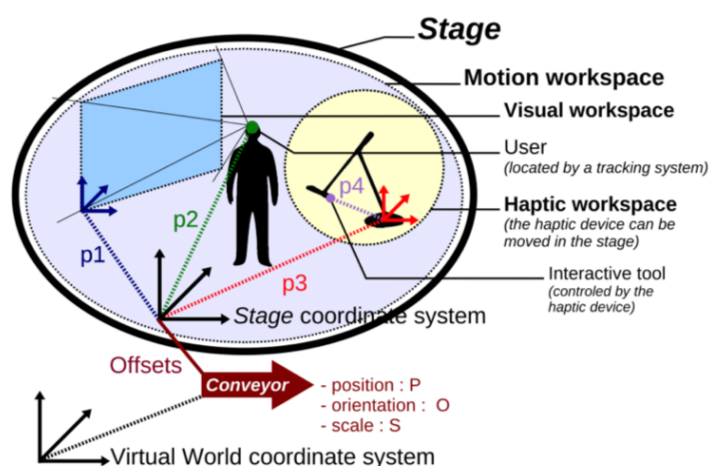 Stage
Motion workspace
Visual workspace
User
(located by a tracking system)
p4
p2
Haptic workspace
(the haptic device can be
moved in the stage)
p1
p3
Interactive tool
(controled by the
haptic device)
Stage coordinate system
Offsets
Conveyor
- position : P
- orientation : O
- scale : S
Virtual World coordinate system